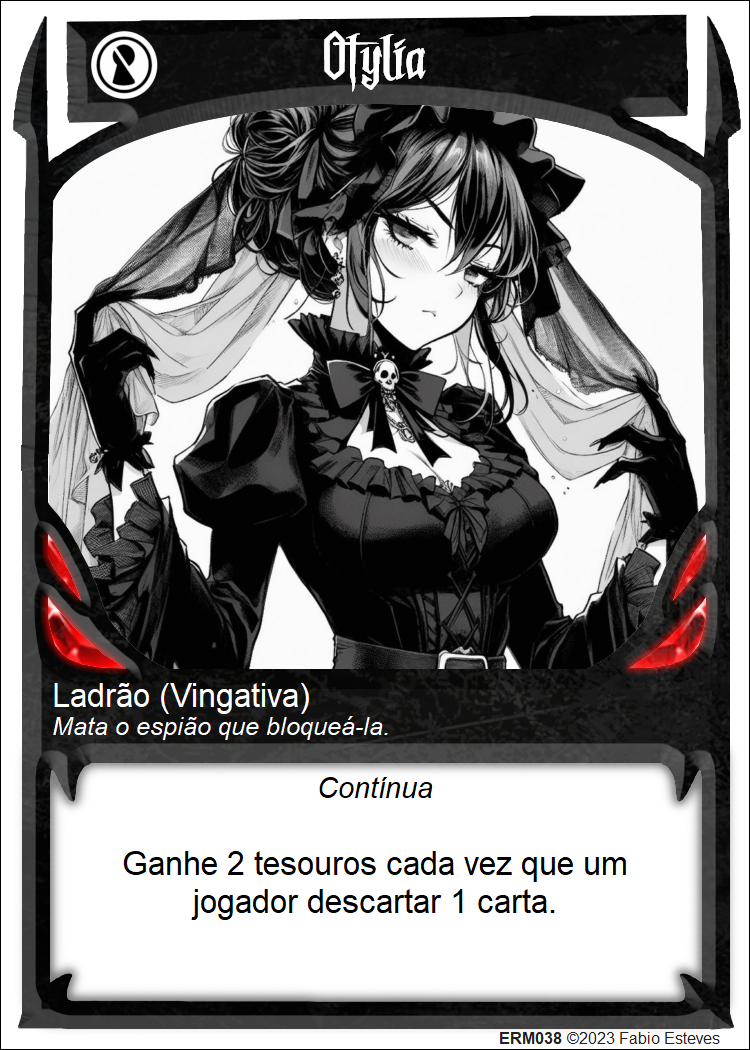 Otylia
Ladrão (Vingativa)
Mata o espião que bloqueá-la.
Contínua
Ganhe 2 tesouros cada vez que um
jogador descartar 1 carta.
ERM038 ©2023 Fabio Esteves